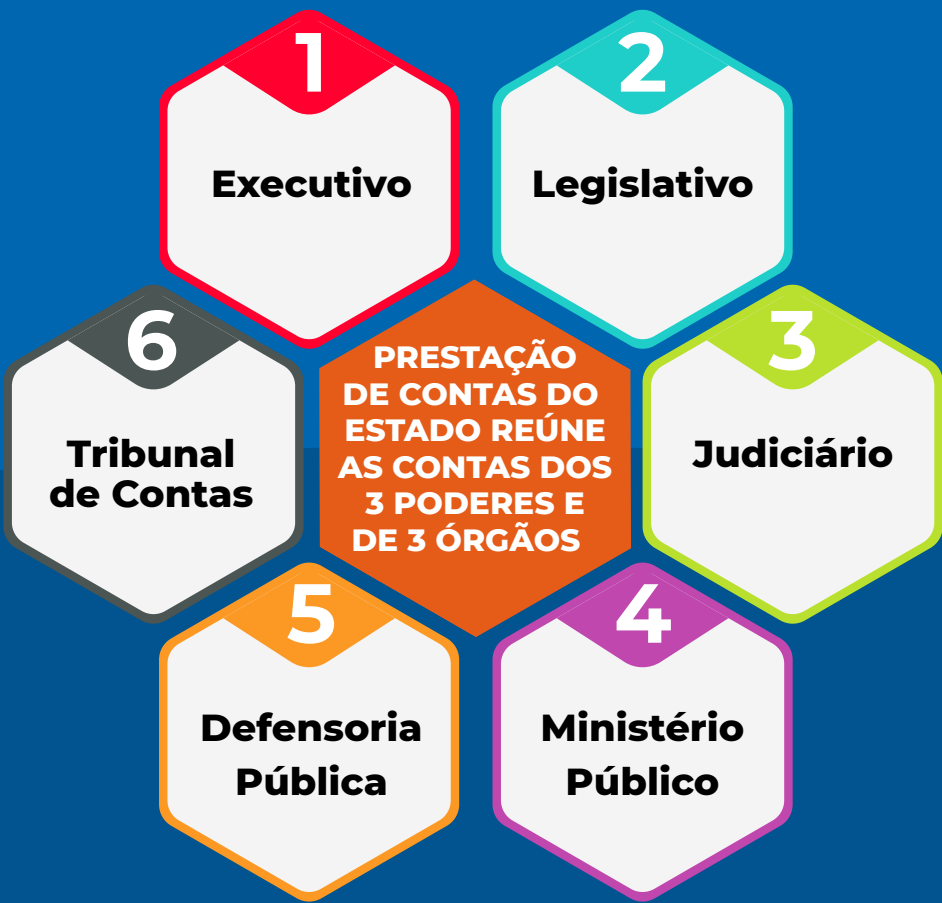 1
Executivo
2
Legislativo
3
Judiciário
4
Ministério
Público
5
Defensoria
Pública
6
Tribunal
de Contas
PRESTAÇÃO
DE CONTAS DO
ESTADO REÚNE
AS CONTAS DOS
3 PODERES E
DE 3 ÓRGÃOS